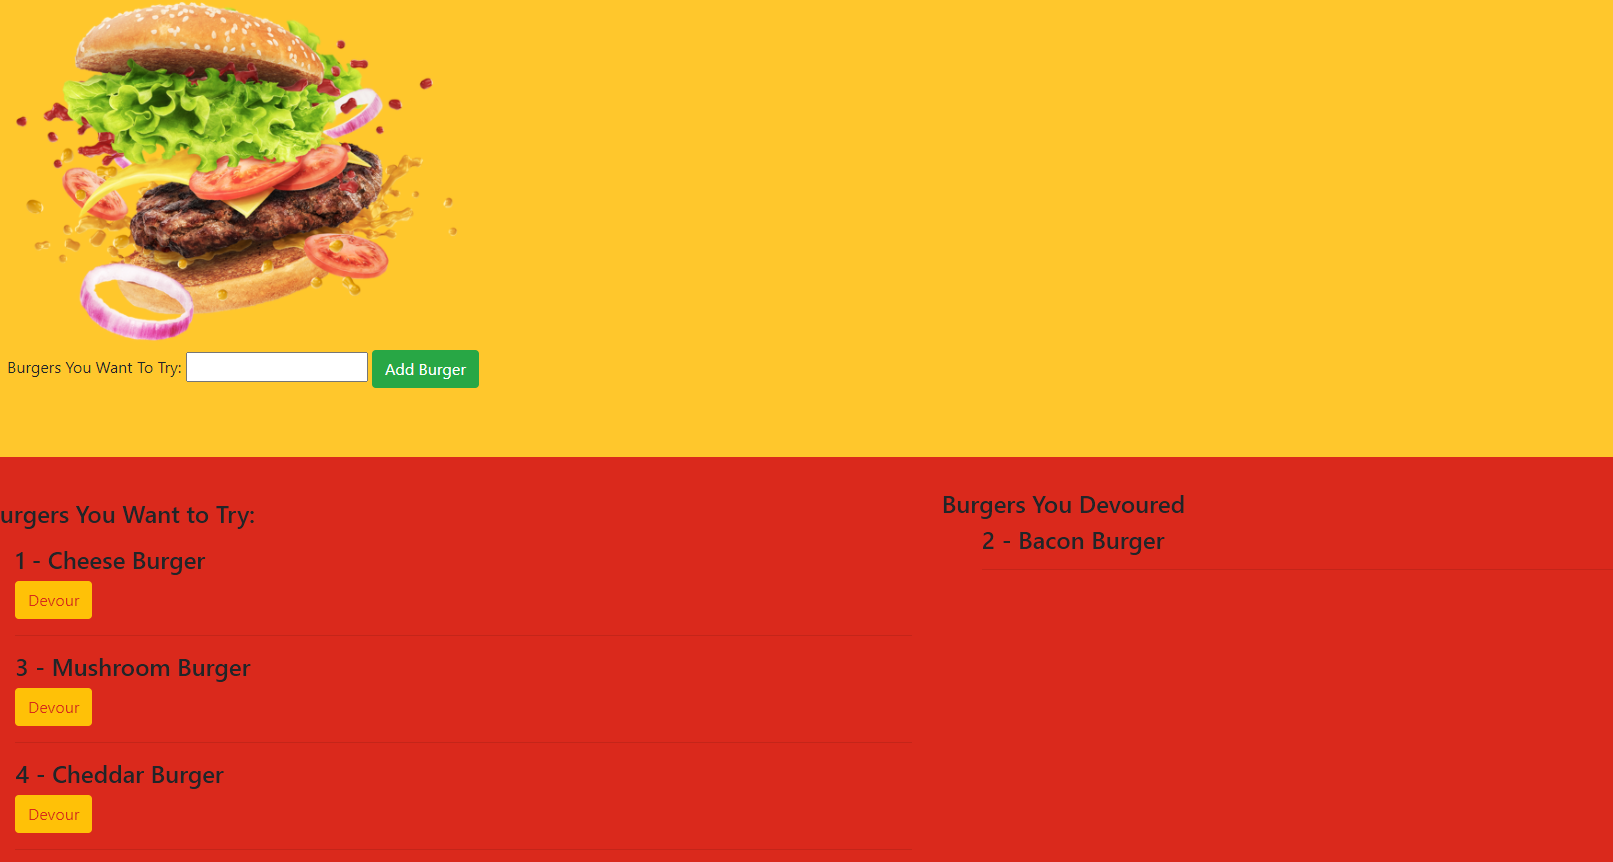 Burgers You Want To Try:
Add Burger
urgers You Want to Try:
1 - Cheese Burger
Devour
3 - Mushroom Burger
Devour
4 - Cheddar Burger
Devour
Burgers You Devoured
2 - Bacon Burger